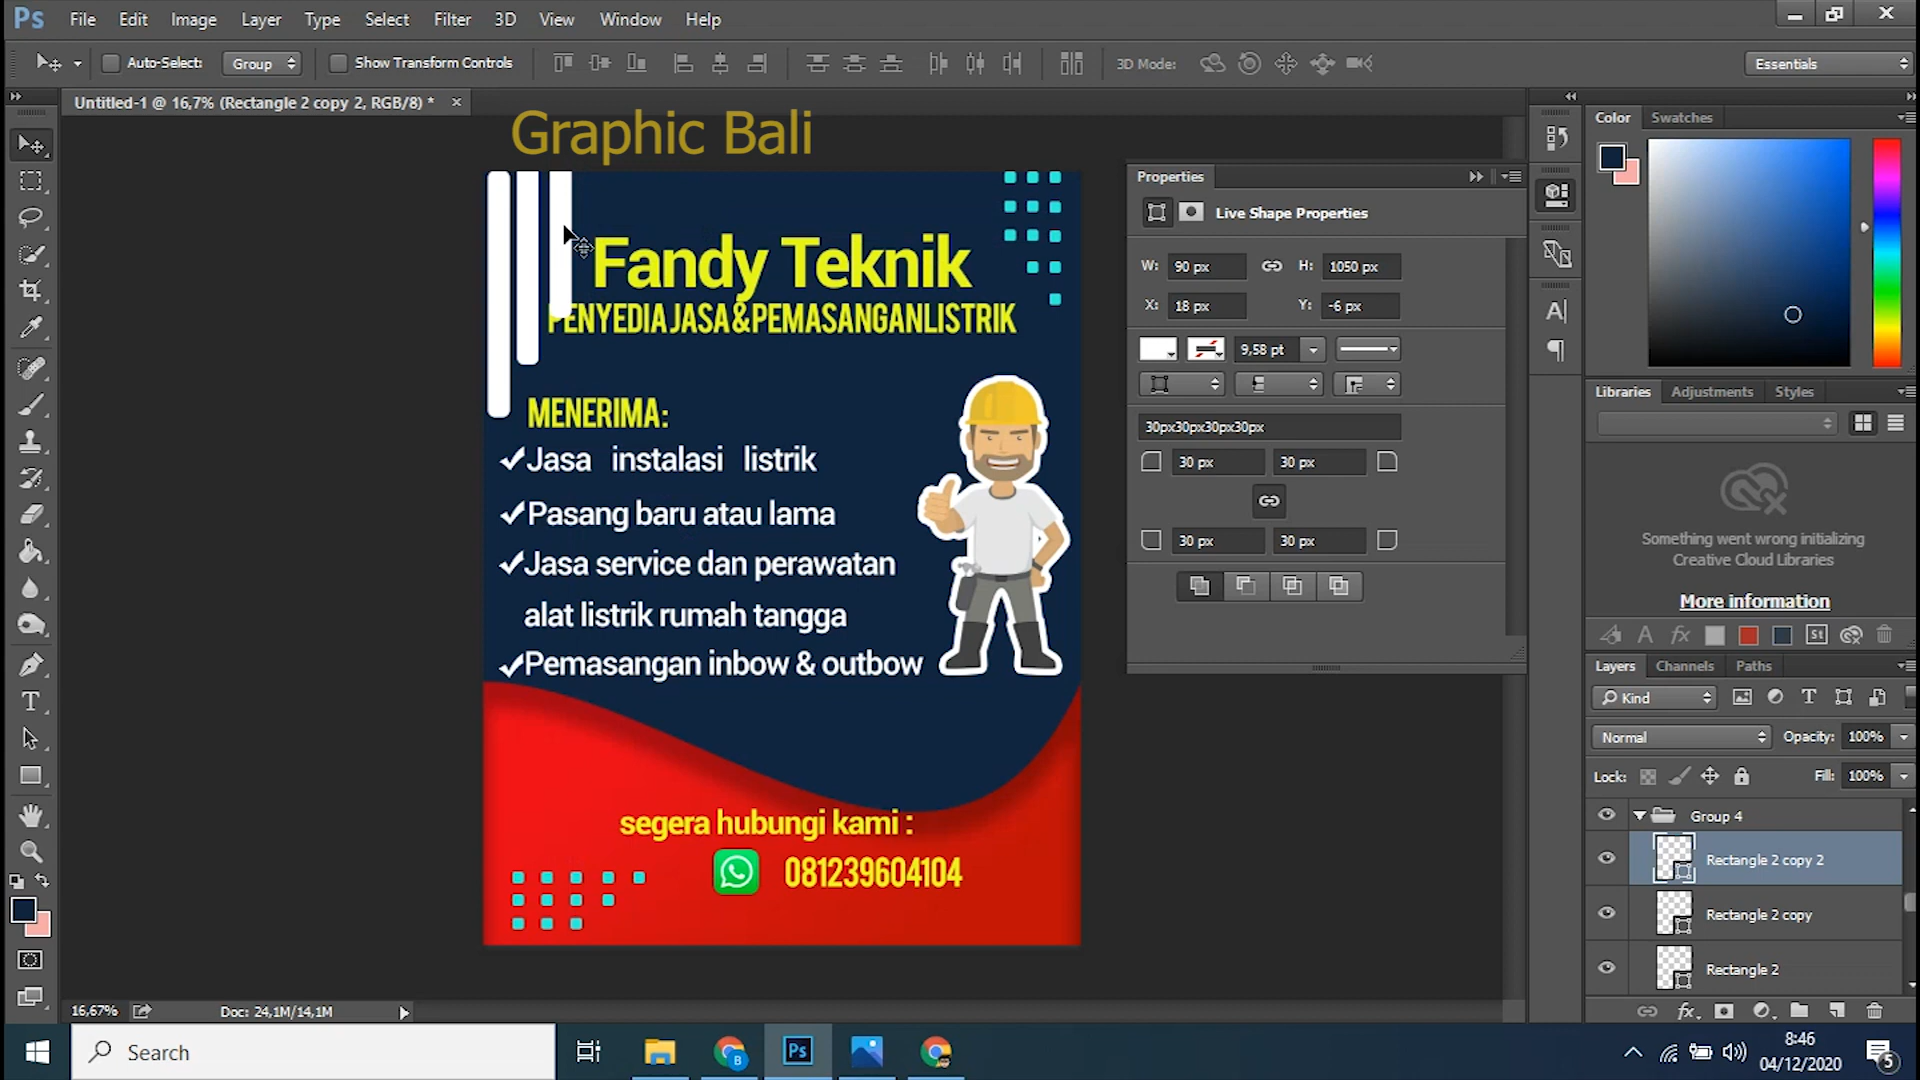 Ps File Edit Image Layer Type Select Filter 3D View Window Help
Auto-Select: Group Show Transform Controls 3D Mode: Essentials
Untitled-1 @ 16,7% (Rectangle 2 copy 2, RGB/8) *
Graphic Bali
Fandy Teknik
PENYEDIA JASA & PEMASANGAN LISTRIK
MENERIMA:
Jasa instalasi listrik
Pasang baru atau lama
Jasa service dan perawatan
alat listrik rumah tangga
Pemasangan inbow & outbow
segera hubungi kami :
081239604104
Properties
Live Shape Properties
W: 90 px H: 1050 px
X: 18 px Y: -6 px
9,58 pt
30px30px30px30px
30 px 30 px
30 px 30 px
Color Swatches
Libraries Adjustments Styles
Something went wrong initializing
Creative Cloud Libraries
More information
St
Layers Channels Paths
Kind
Normal Opacity: 100%
Lock: Fill: 100%
Group 4
Rectangle 2 copy 2
Rectangle 2 copy
Rectangle 2
16,67% Doc: 24,1M/14,1M
Search
B
Ps
8:46
04/12/2020
5